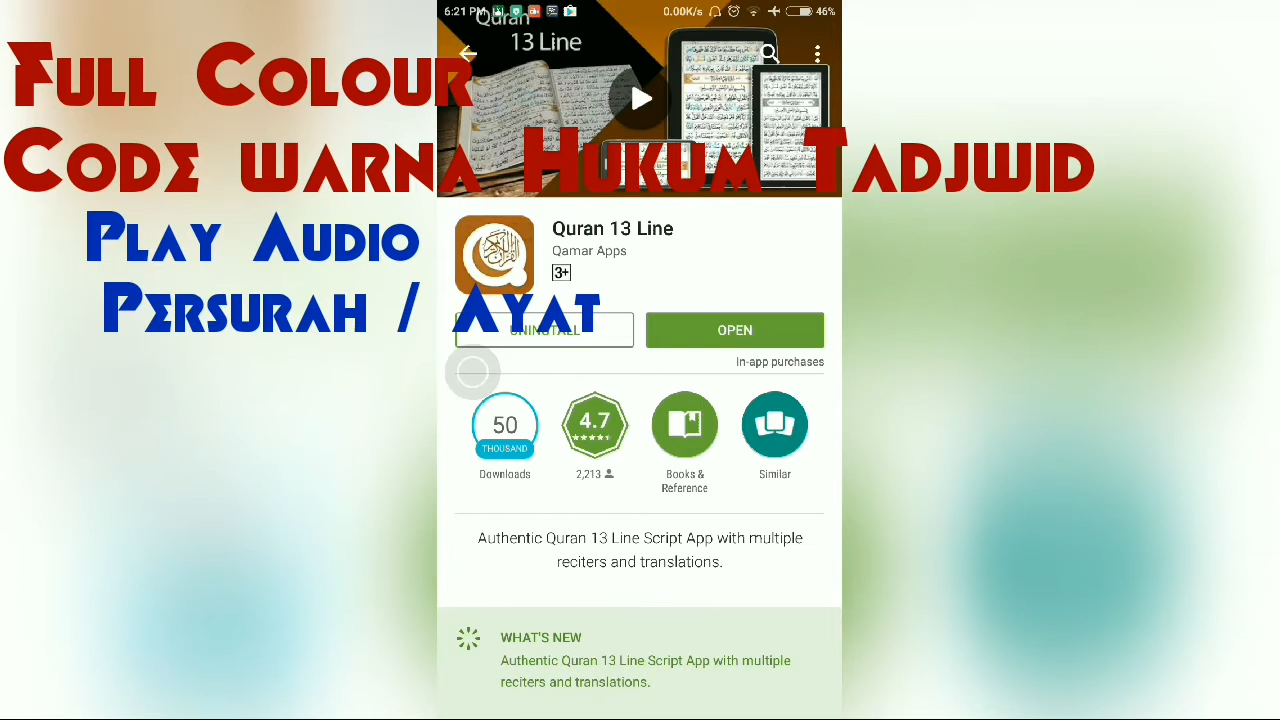 6:21 PM
0.00K/s
46%
Quran
13 Line
Full Colour
Code warna Hukum Tadjwid
Play Audio
Persurah / Ayat
Quran 13 Line
Qamar Apps
3+
UNINSTALL
OPEN
In-app purchases
50
THOUSAND
Downloads
4.7
2,213
Books &
Reference
Similar
Authentic Quran 13 Line Script App with multiple
reciters and translations.
WHAT'S NEW
Authentic Quran 13 Line Script App with multiple
reciters and translations.